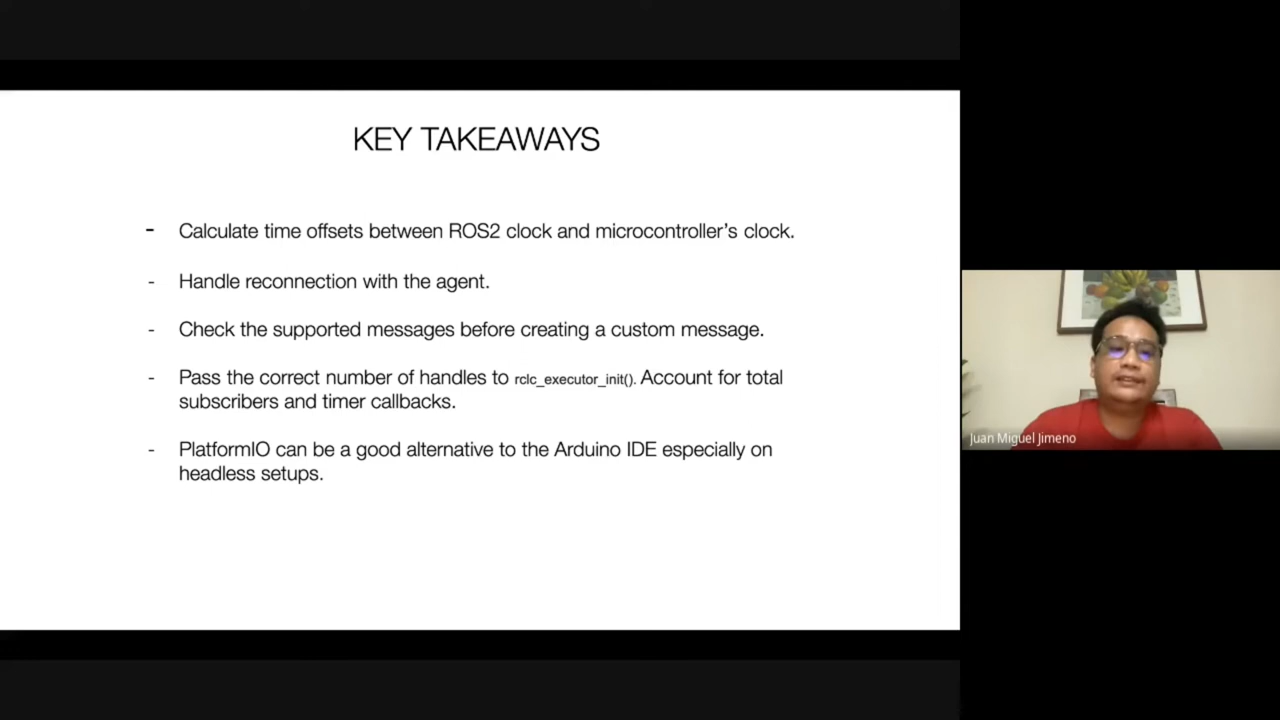 KEY TAKEAWAYS
- Calculate time offsets between ROS2 clock and microcontroller’s clock.
- Handle reconnection with the agent.
- Check the supported messages before creating a custom message.
- Pass the correct number of handles to rclc_executor_init(). Account for total
subscribers and timer callbacks.
- PlatformIO can be a good alternative to the Arduino IDE especially on
headless setups.
Juan Miguel Jimeno